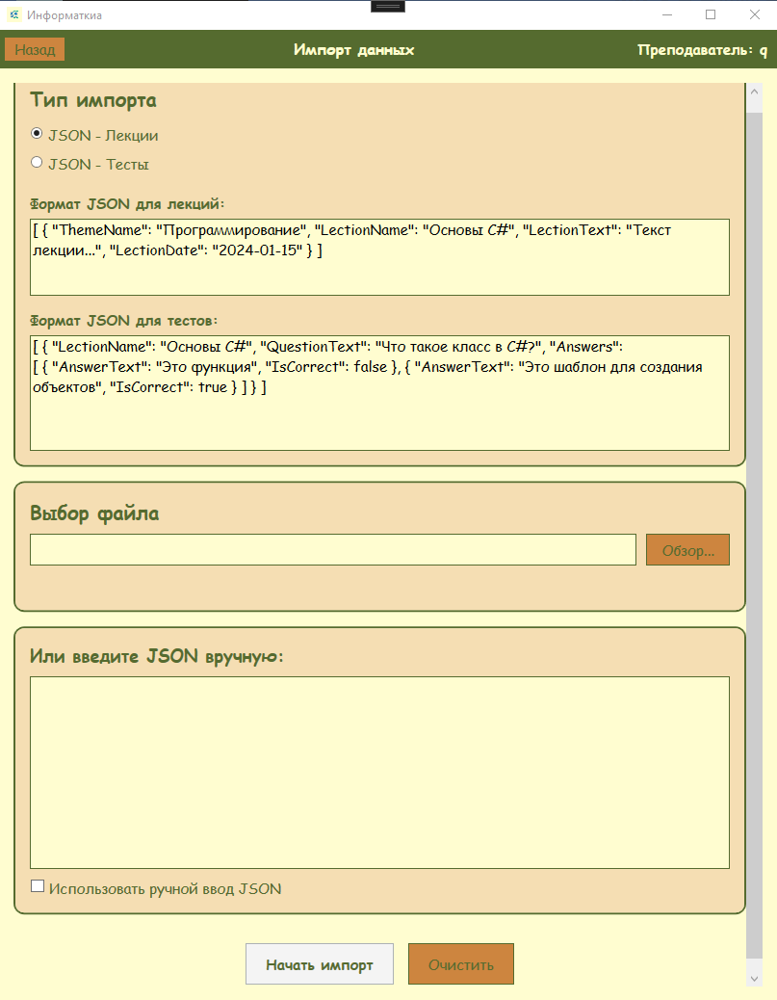 Информаткиа
Назад
Импорт данных
Преподаватель: q
Тип импорта
JSON - Лекции
JSON - Тесты
Формат JSON для лекций:
[ { "ThemeName": "Программирование", "LectionName": "Основы C#", "LectionText": "Текст
лекции...", "LectionDate": "2024-01-15" } ]
Формат JSON для тестов:
[ { "LectionName": "Основы C#", "QuestionText": "Что такое класс в C#?", "Answers":
[ { "AnswerText": "Это функция", "IsCorrect": false }, { "AnswerText": "Это шаблон для создания
объектов", "IsCorrect": true } ] } ]
Выбор файла
Обзор...
Или введите JSON вручную:
Использовать ручной ввод JSON
Начать импорт
Очистить